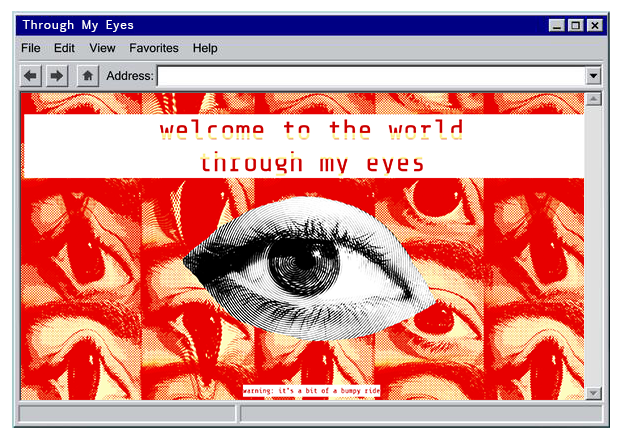 Through My Eyes
File Edit View Favorites Help
Address:
welcome to the world
through my eyes
warning: it's a bit of a bumpy ride